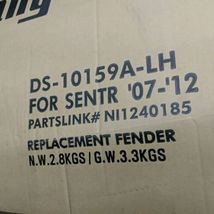 DS-10159A-LH
FOR SENTR '07-'12
PARTSLINK# NI1240185
REPLACEMENT FENDER
N.W.2.8KGS | G.W.3.3KGS